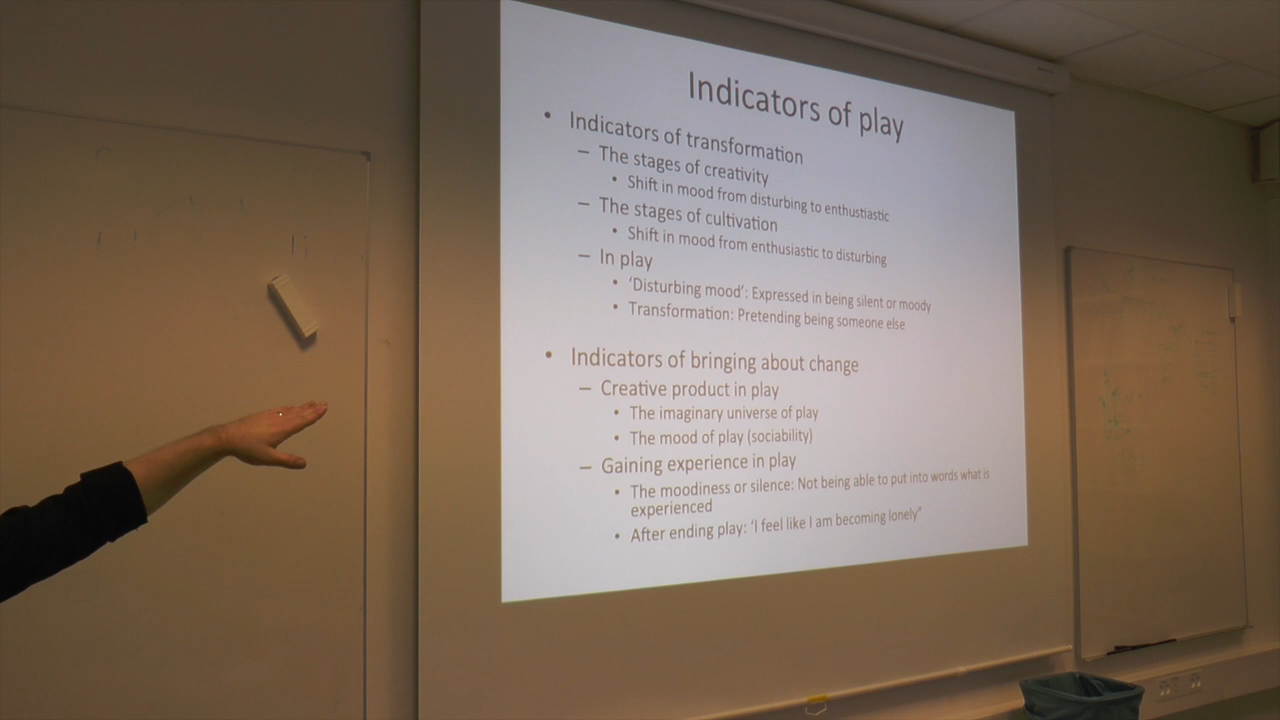 Indicators of play
• Indicators of transformation
– The stages of creativity
• Shift in mood from disturbing to enthustiastic
– The stages of cultivation
• Shift in mood from enthusiastic to disturbing
– In play
• 'Disturbing mood': Expressed in being silent or moody
• Transformation: Pretending being someone else
• Indicators of bringing about change
– Creative product in play
• The imaginary universe of play
• The mood of play (sociability)
– Gaining experience in play
• The moodiness or silence: Not being able to put into words what is
experienced
• After ending play: 'I feel like I am becoming lonely"